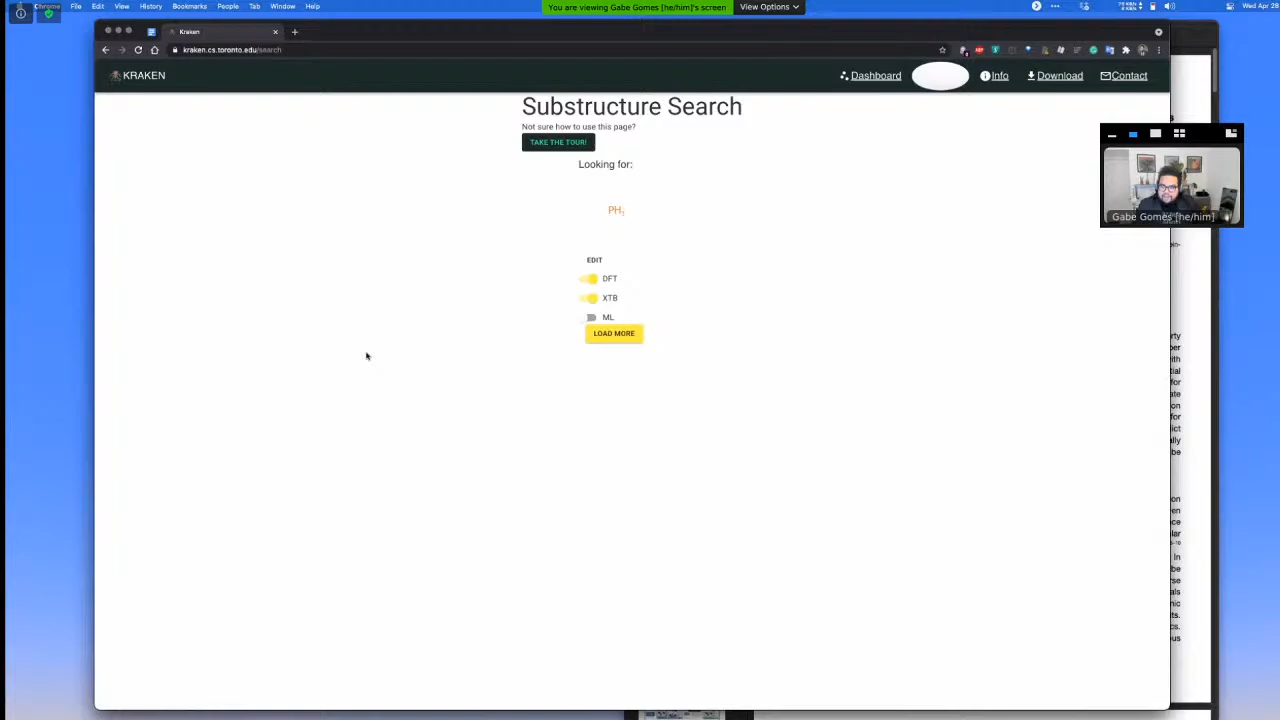 Chrome File Edit View History Bookmarks People Tab Window Help
You are viewing Gabe Gomes [he/him]'s screen
View Options
Wed Apr 28
Kraken
kraken.cs.toronto.edu/search
KRAKEN
Dashboard
Info
Download
Contact
Substructure Search
Not sure how to use this page?
TAKE THE TOUR!
Looking for:
PH3
EDIT
DFT
XTB
ML
LOAD MORE
Gabe Gomes [he/him]